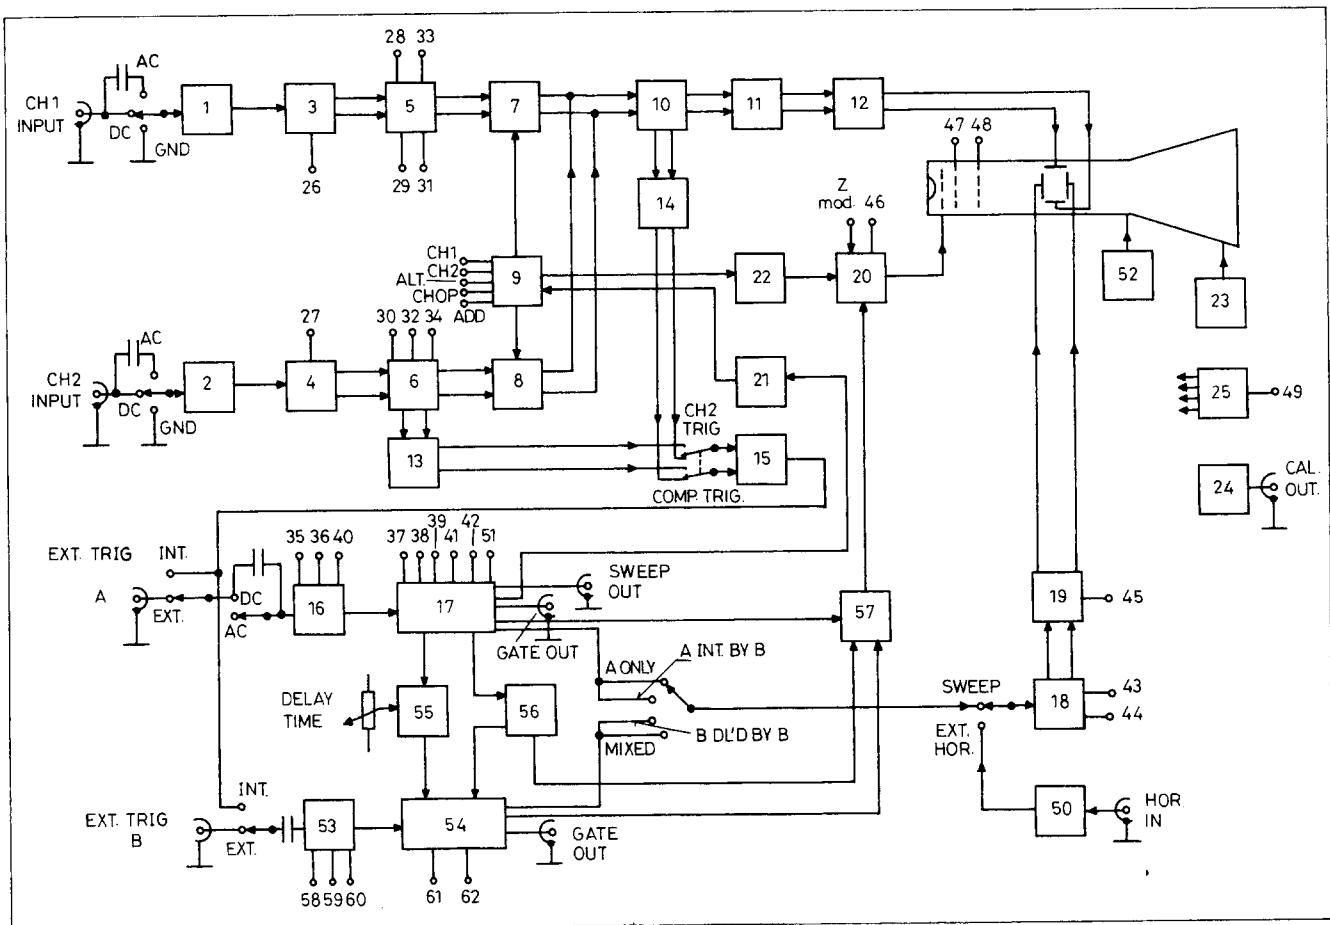 28 33
AC
CH1
INPUT
DC
GND
1
3
5
7
10
11
12
26
29 31
47 48
14
Z
mod. 46
CH1
CH2
ALT.
CHOP
ADD
9
22
20
52
23
27
30 32 34
AC
CH2
INPUT
DC
GND
2
4
6
8
21
25
49
CH2
TRIG
13
15
COMP. TRIG.
24
CAL.
OUT.
EXT. TRIG
A
INT.
EXT.
DC
AC
35 36 40
16
37 38 39 41 42 51
17
SWEEP
OUT
GATE OUT
57
19
45
A ONLY
A INT. BY B
DELAY
TIME
55
56
B DL'D BY B
MIXED
SWEEP
EXT.
HOR.
18
43
44
INT.
EXT. TRIG
B
EXT.
53
54
GATE
OUT
50
HOR
IN
58 59 60
61 62